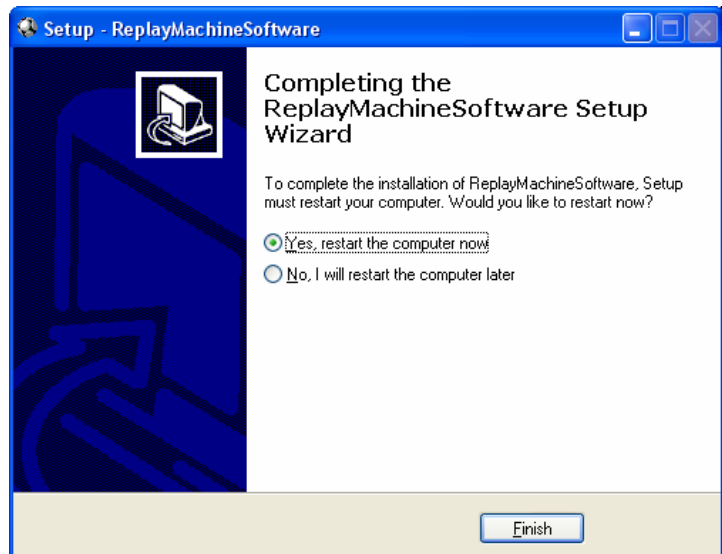 Setup - ReplayMachineSoftware
Completing the
ReplayMachineSoftware Setup
Wizard
To complete the installation of ReplayMachineSoftware, Setup
must restart your computer. Would you like to restart now?
Yes, restart the computer now
No, I will restart the computer later
Finish